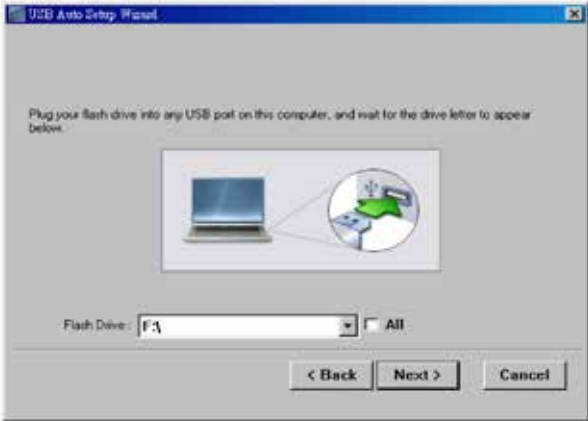 USB Auto Setup Wizard
Plug your flash drive into any USB port on this computer, and wait for the drive letter to appear
below.
Flash Drive : F:\ All
< Back Next > Cancel